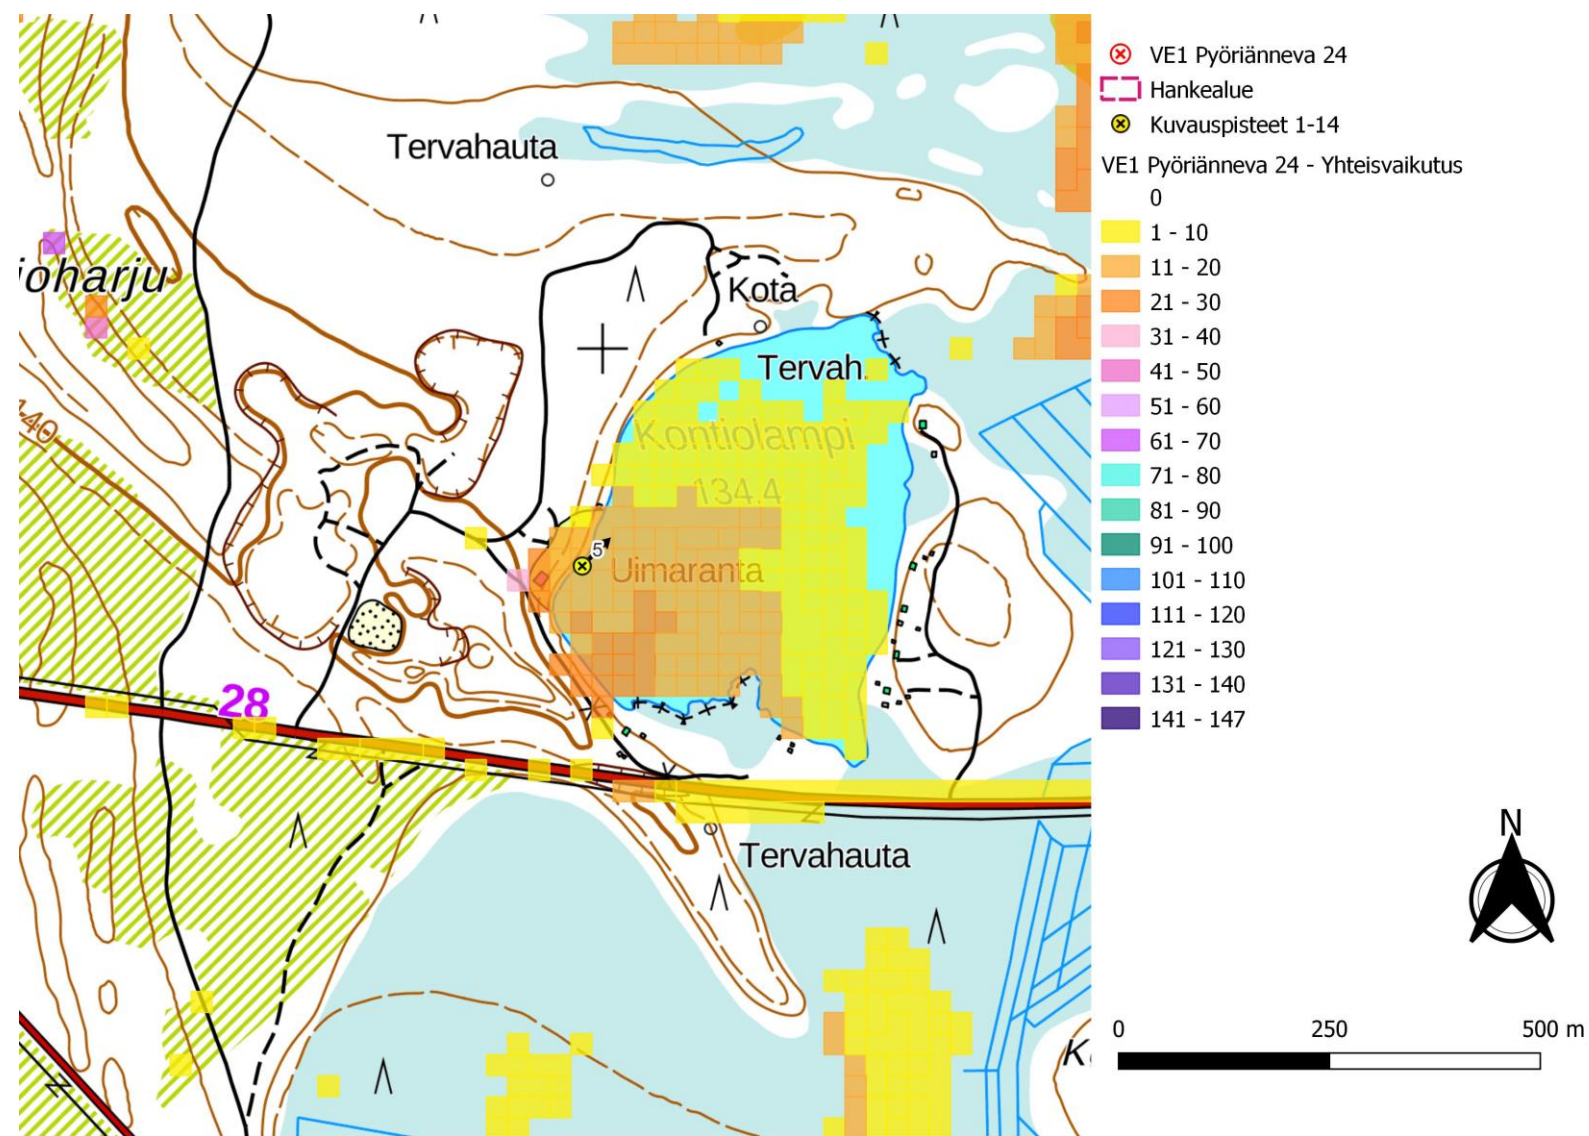 VE1 Pyöriänneva 24
Hankealue
Kuvauspisteet 1-14
VE1 Pyöriänneva 24 - Yhteisvaikutus
0
1 - 10
11 - 20
21 - 30
31 - 40
41 - 50
51 - 60
61 - 70
71 - 80
81 - 90
91 - 100
101 - 110
111 - 120
121 - 130
131 - 140
141 - 147
Tervahauta
joharju
Kota
Tervah.
140
Kontiolampi
134.4
5
Uimaranta
28
Tervahauta
N
0 250 500 m